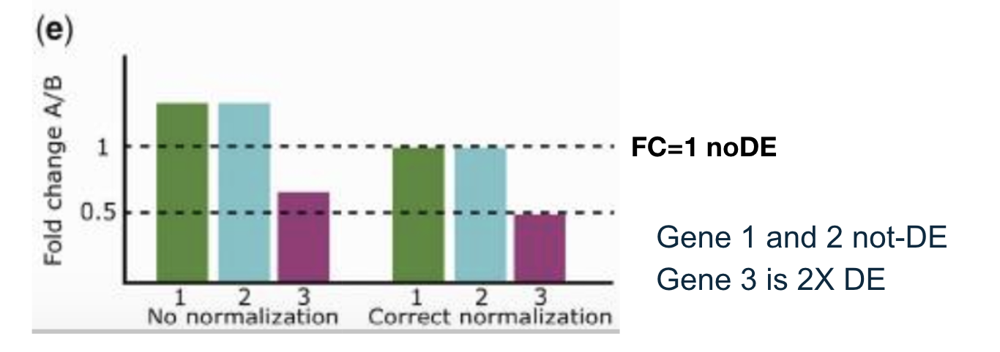 (e)
Fold change A/B
1
0.5
1 2 3
No normalization
1 2 3
Correct normalization
FC=1 noDE
Gene 1 and 2 not-DE
Gene 3 is 2X DE